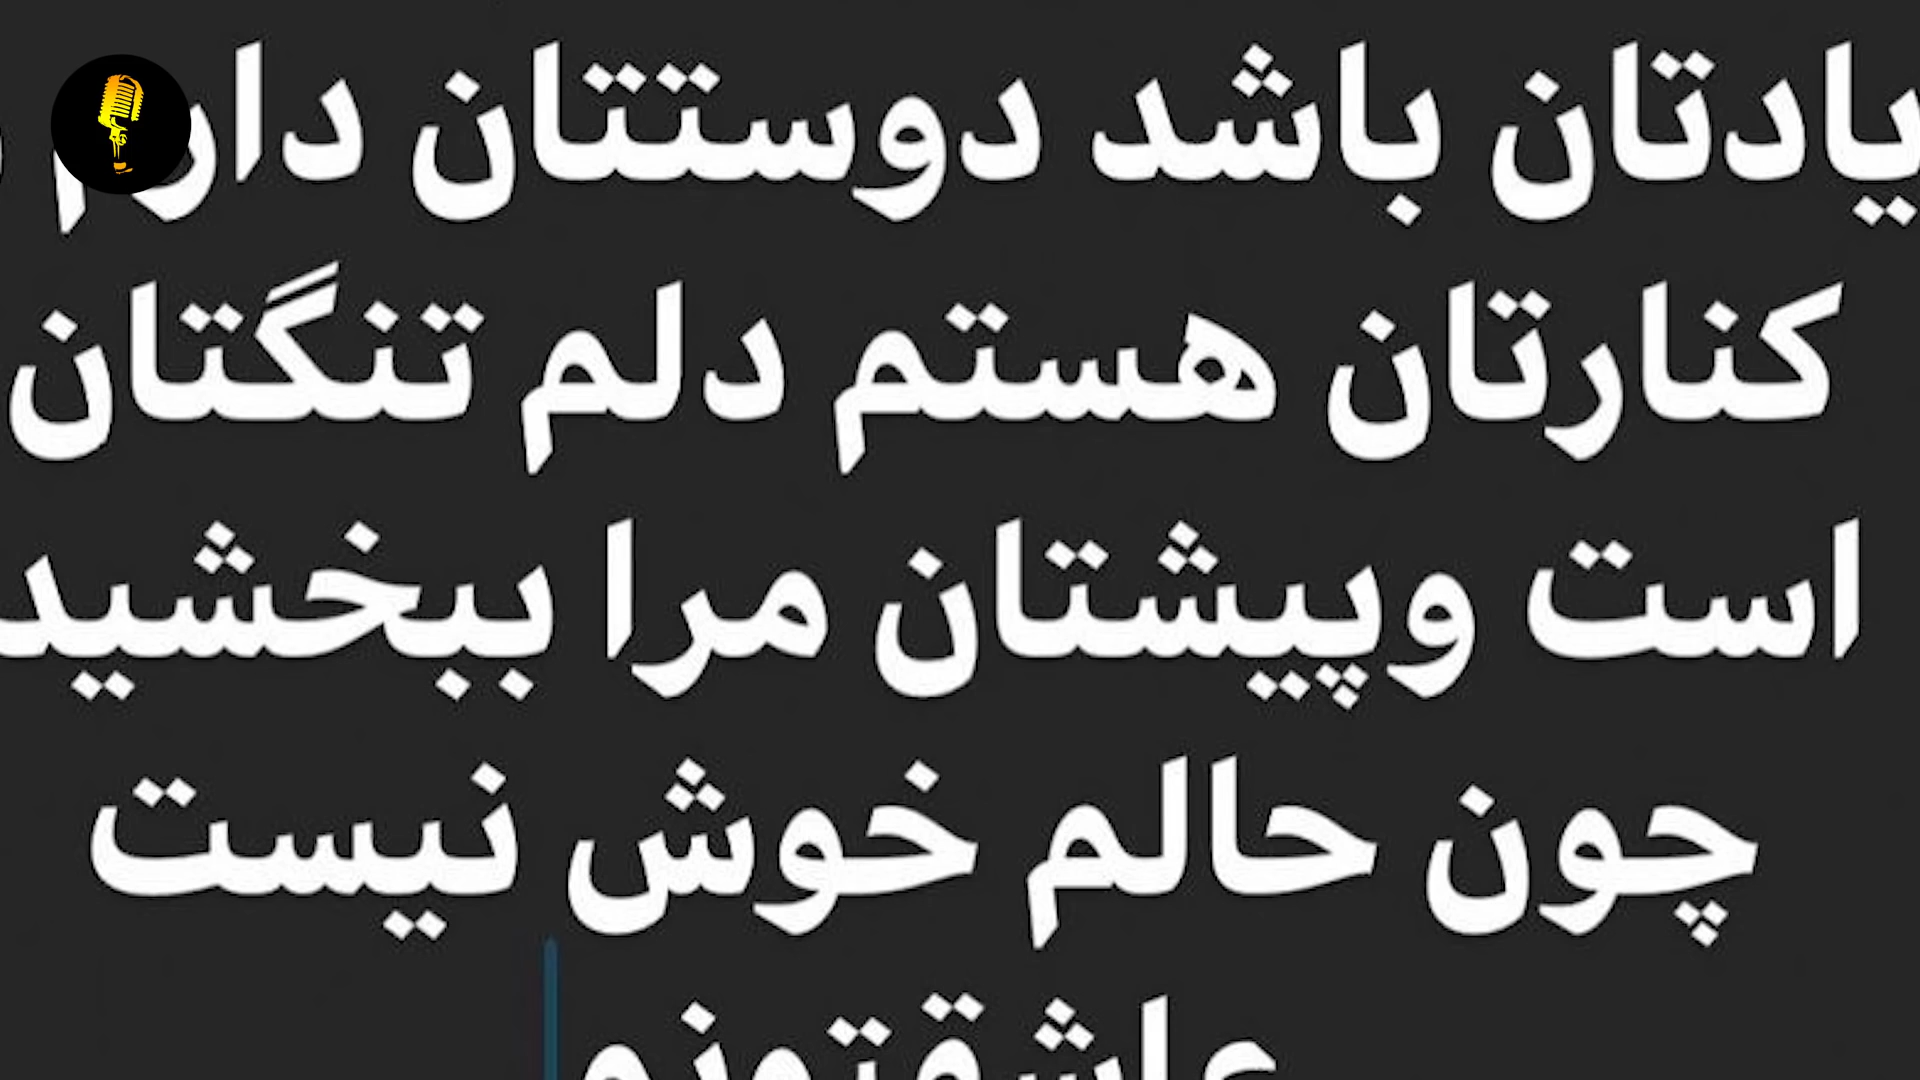 یادتان باشد دوستتان دارم
کنارتان هستم دلم تنگتان
است وپیشتان مرا ببخشید
چون حالم خوش نیست